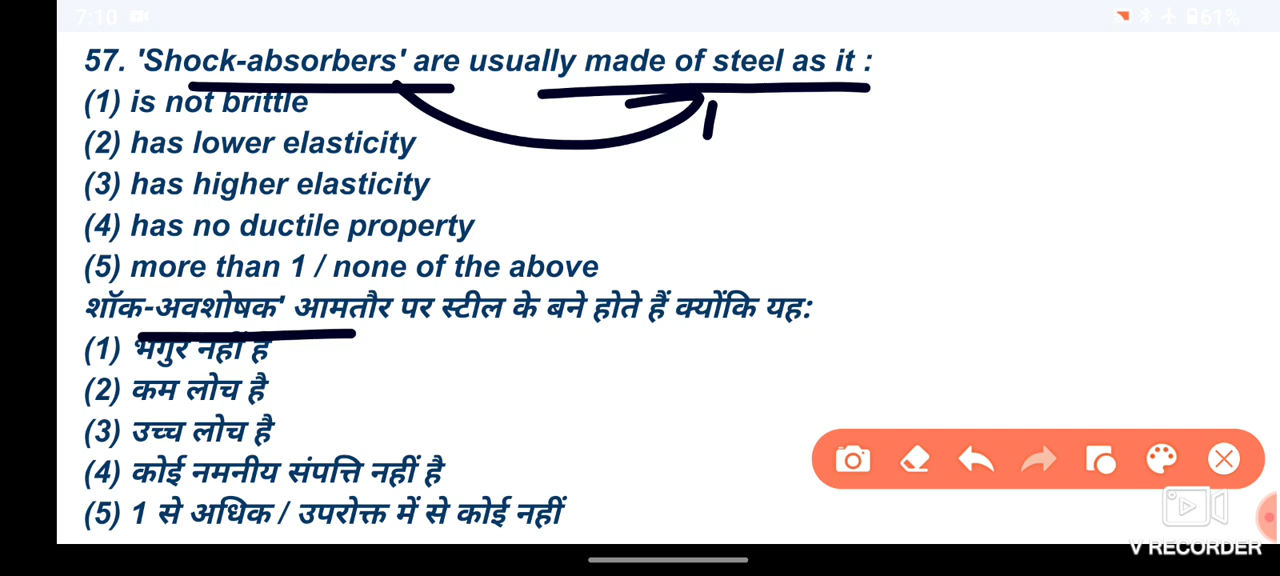 7:10
61%
57. 'Shock-absorbers' are usually made of steel as it :
(1) is not brittle
(2) has lower elasticity
(3) has higher elasticity
(4) has no ductile property
(5) more than 1 / none of the above
शॉक-अवशोषक' आमतौर पर स्टील के बने होते हैं क्योंकि यह:
(1) भंगुर नहीं है
(2) कम लोच है
(3) उच्च लोच है
(4) कोई नमनीय संपत्ति नहीं है
(5) 1 से अधिक / उपरोक्त में से कोई नहीं
V RECORDER